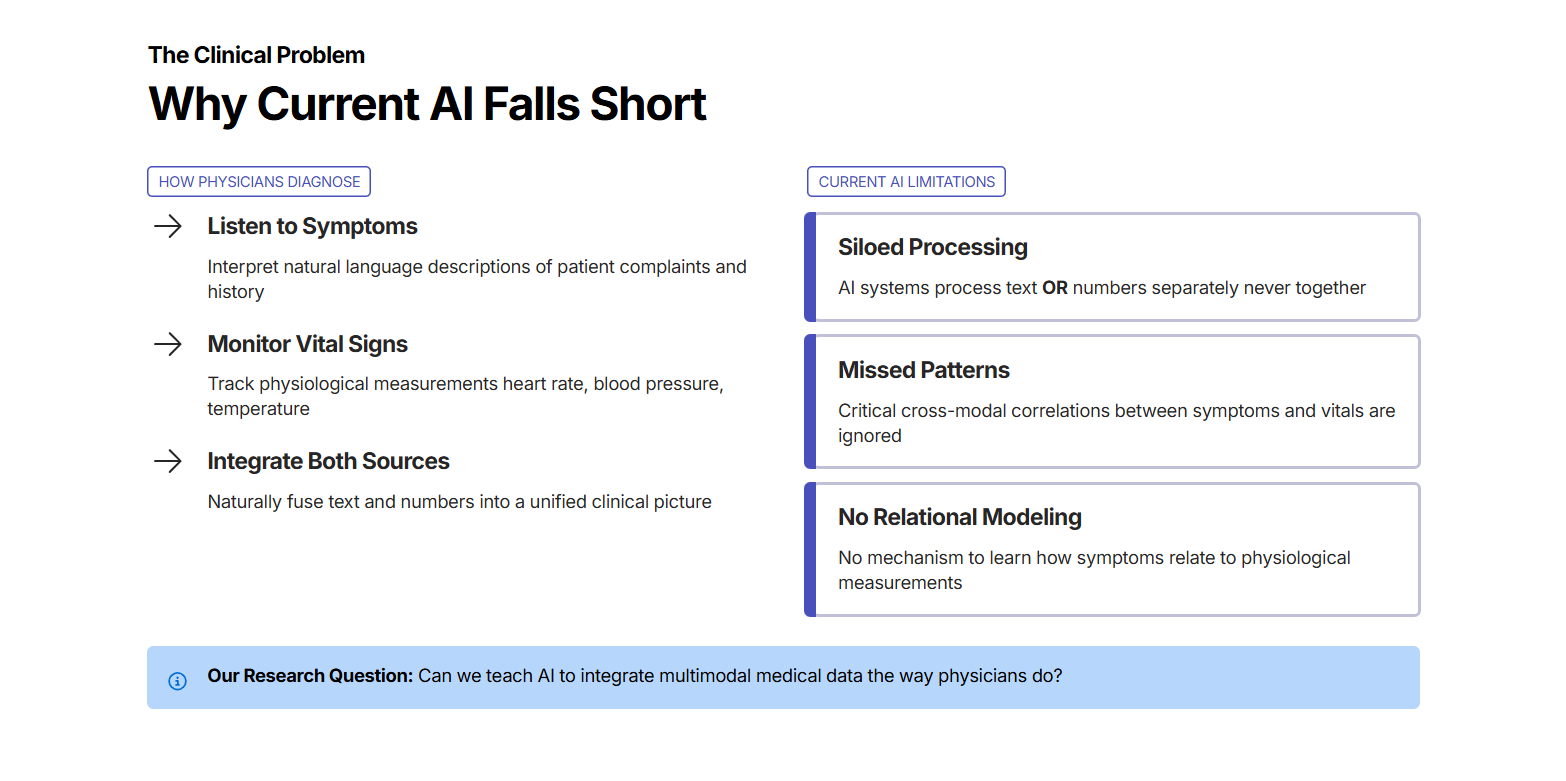 The Clinical Problem
Why Current AI Falls Short
HOW PHYSICIANS DIAGNOSE
Listen to Symptoms
Interpret natural language descriptions of patient complaints and
history
Monitor Vital Signs
Track physiological measurements heart rate, blood pressure,
temperature
Integrate Both Sources
Naturally fuse text and numbers into a unified clinical picture
CURRENT AI LIMITATIONS
Siloed Processing
AI systems process text OR numbers separately never together
Missed Patterns
Critical cross-modal correlations between symptoms and vitals are
ignored
No Relational Modeling
No mechanism to learn how symptoms relate to physiological
measurements
Our Research Question: Can we teach AI to integrate multimodal medical data the way physicians do?